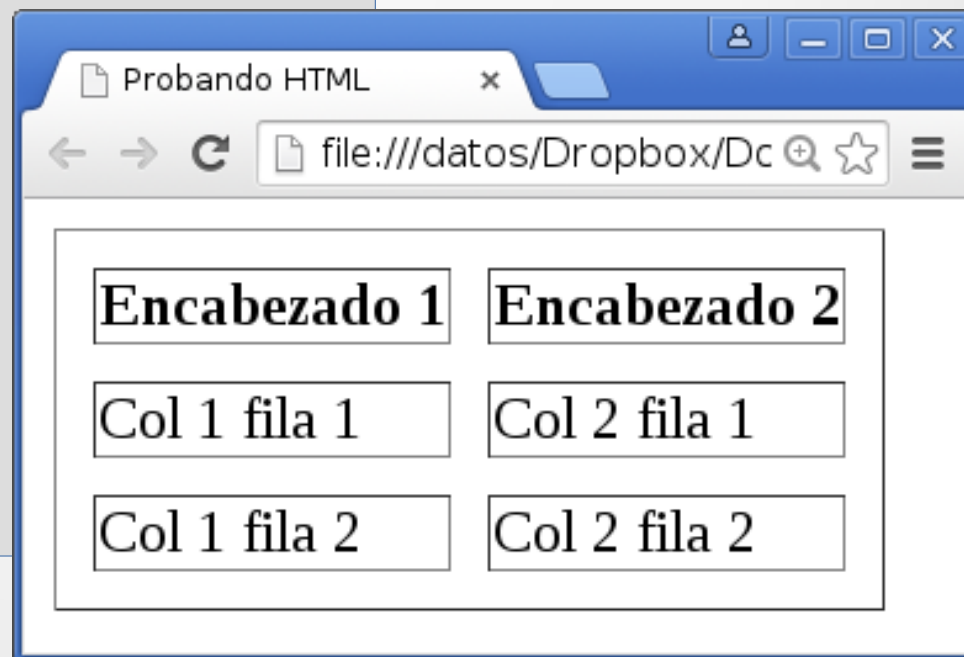 Probando HTML
file:///datos/Dropbox/Dc
Encabezado 1 Encabezado 2
Col 1 fila 1 Col 2 fila 1
Col 1 fila 2 Col 2 fila 2